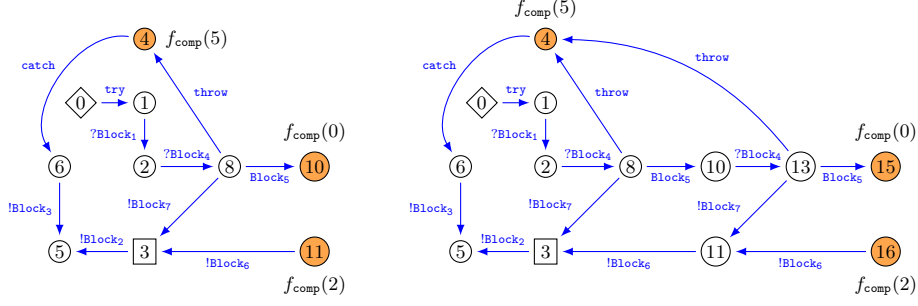 f_comp(5)
4
catch
throw
0
try
1
f_comp(0)
?Block₁
6
2
?Block₄
8
Block₅
10
!Block₇
!Block₃
5
!Block₂
3
!Block₆
11
f_comp(2)
f_comp(5)
4
catch
throw
throw
0
try
1
f_comp(0)
?Block₁
6
2
?Block₄
8
Block₅
10
?Block₄
13
Block₅
15
!Block₇
!Block₇
!Block₃
5
!Block₂
3
!Block₆
11
!Block₆
16
f_comp(2)